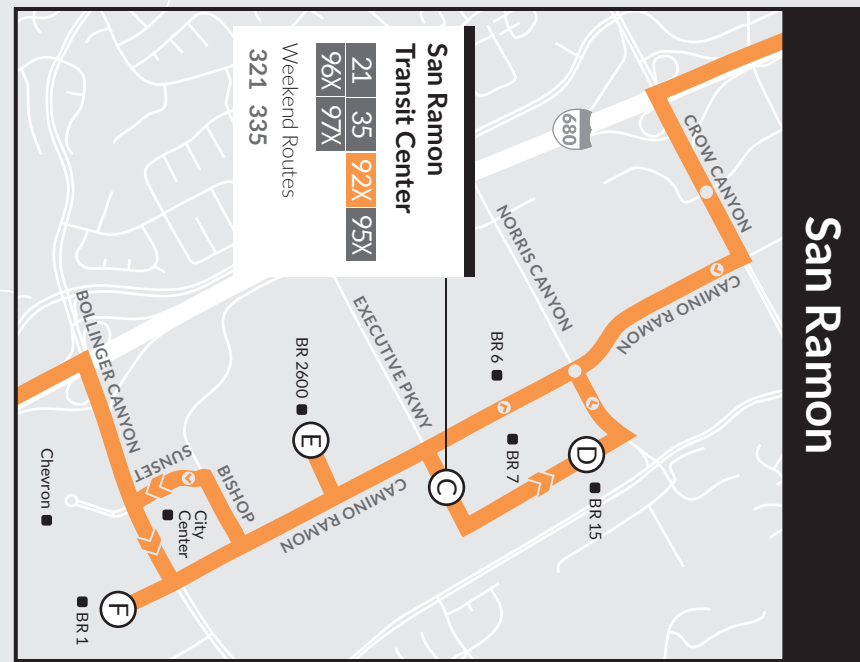 San Ramon
San Ramon
Transit Center
21 35 92X 95X
96X 97X
Weekend Routes
321 335
680
CROW CANYON
CAMINO RAMON
NORRIS CANYON
BR 6
BR 7
D
BR 15
EXECUTIVE PKWY
C
BR 2600
E
CAMINO RAMON
BOLLINGER CANYON
SUNSET
BISHOP
City
Center
Chevron
F
BR 1